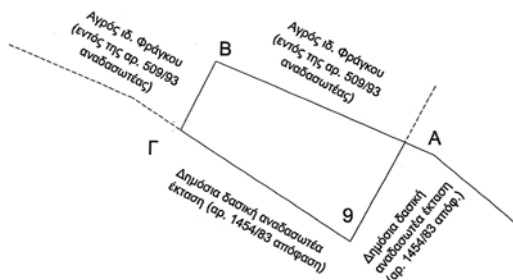 Αγρός ιδ. Φράγκου
(εντός της αρ. 509/93
αναδασωτέας)
Β
Αγρός ιδ. Φράγκου
(εντός της αρ. 509/93
αναδασωτέας)
Α
Γ
Δημόσια δασική αναδασωτέα
έκταση (αρ. 1454/83 απόφαση)
9
Δημόσια δασική
αναδασωτέα έκταση
(αρ. 1454/83 απόφ.)